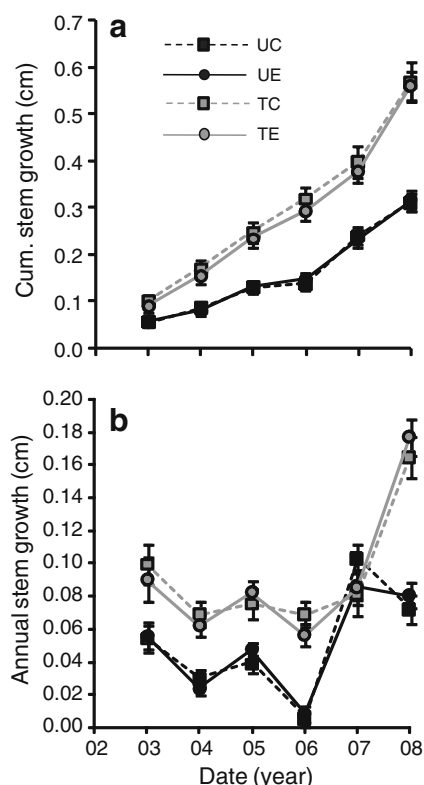 a
UC
UE
TC
TE
Cum. stem growth (cm)
0.7
0.6
0.5
0.4
0.3
0.2
0.1
0.0
b
Annual stem growth (cm)
0.20
0.18
0.16
0.14
0.12
0.10
0.08
0.06
0.04
0.02
0.00
02 03 04 05 06 07 08
Date (year)